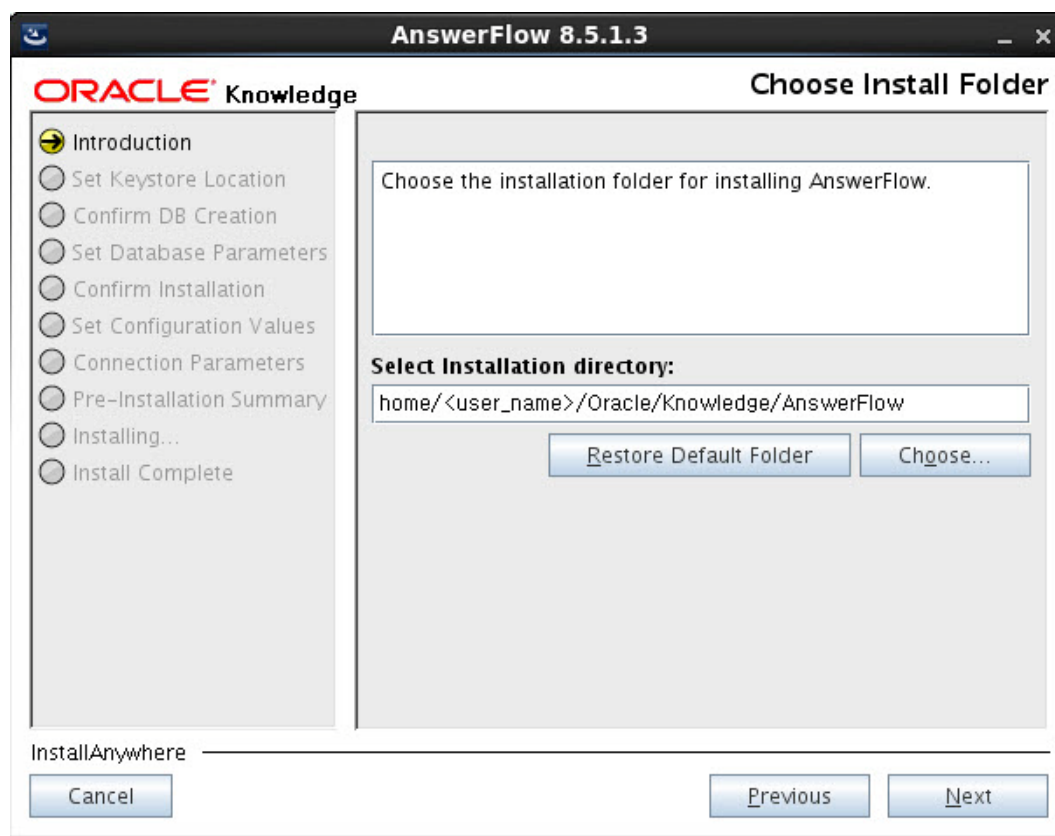 AnswerFlow 8.5.1.3
ORACLE Knowledge
Choose Install Folder
Introduction
Set Keystore Location
Confirm DB Creation
Set Database Parameters
Confirm Installation
Set Configuration Values
Connection Parameters
Pre-Installation Summary
Installing...
Install Complete
Choose the installation folder for installing AnswerFlow.
Select Installation directory:
home/<user_name>/Oracle/Knowledge/AnswerFlow
Restore Default Folder
Choose...
InstallAnywhere
Cancel
Previous
Next